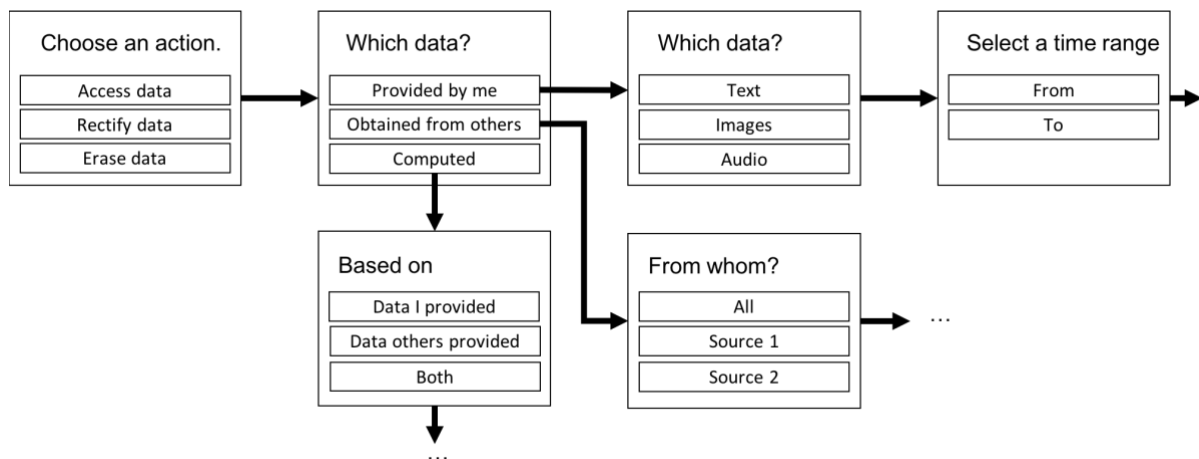 Choose an action.
Access data
Rectify data
Erase data
Which data?
Provided by me
Obtained from others
Computed
Which data?
Text
Images
Audio
Select a time range
From
To
Based on
Data I provided
Data others provided
Both
...
From whom?
All
Source 1
Source 2
...